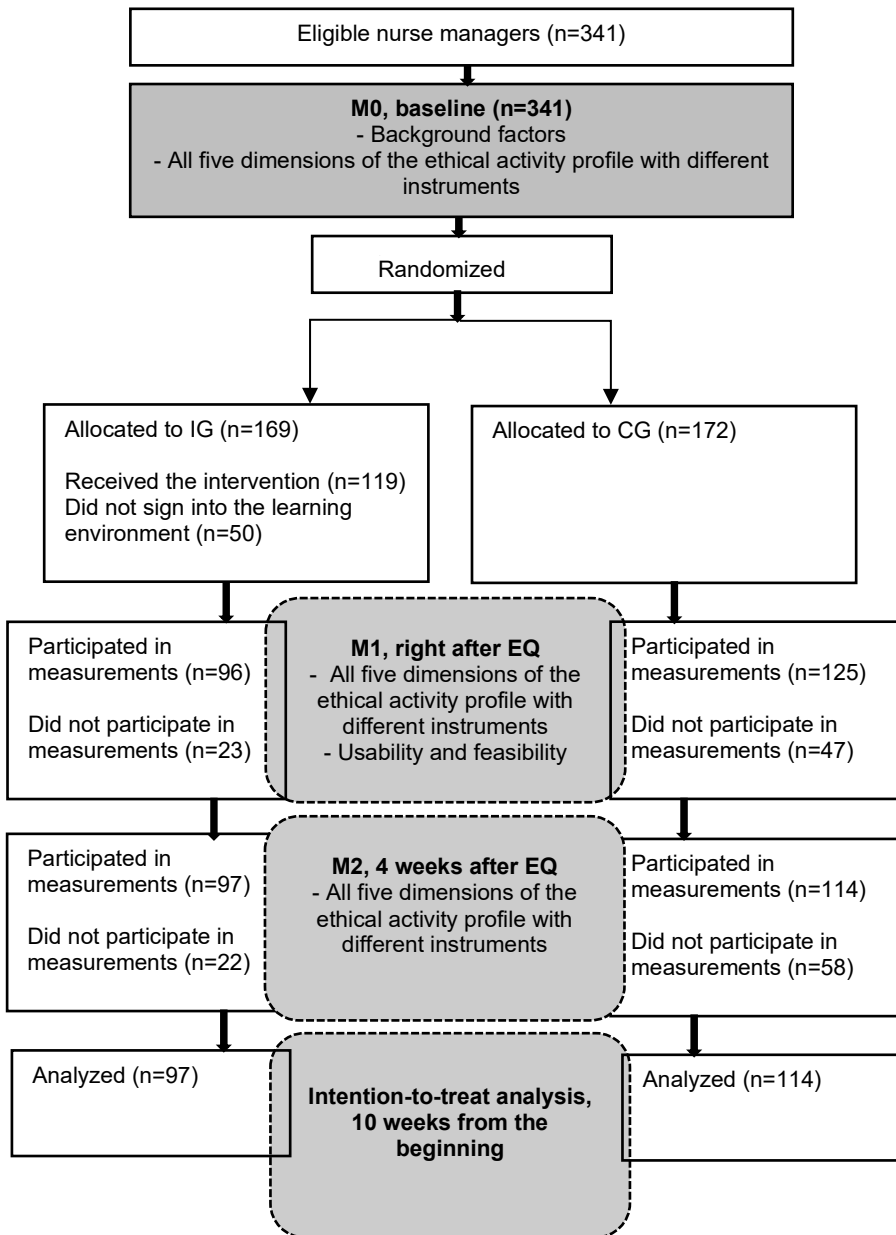 Eligible nurse managers (n=341)
M0, baseline (n=341)
- Background factors
- All five dimensions of the ethical activity profile with different
instruments
Randomized
Allocated to IG (n=169)
Received the intervention (n=119)
Did not sign into the learning
environment (n=50)
Allocated to CG (n=172)
Participated in
measurements (n=96)
Did not participate in
measurements (n=23)
M1, right after EQ
- All five dimensions of the
ethical activity profile with
different instruments
- Usability and feasibility
Participated in
measurements (n=125)
Did not participate in
measurements (n=47)
Participated in
measurements (n=97)
Did not participate in
measurements (n=22)
M2, 4 weeks after EQ
- All five dimensions of the
ethical activity profile with
different instruments
Participated in
measurements (n=114)
Did not participate in
measurements (n=58)
Analyzed (n=97)
Intention-to-treat analysis,
10 weeks from the
beginning
Analyzed (n=114)